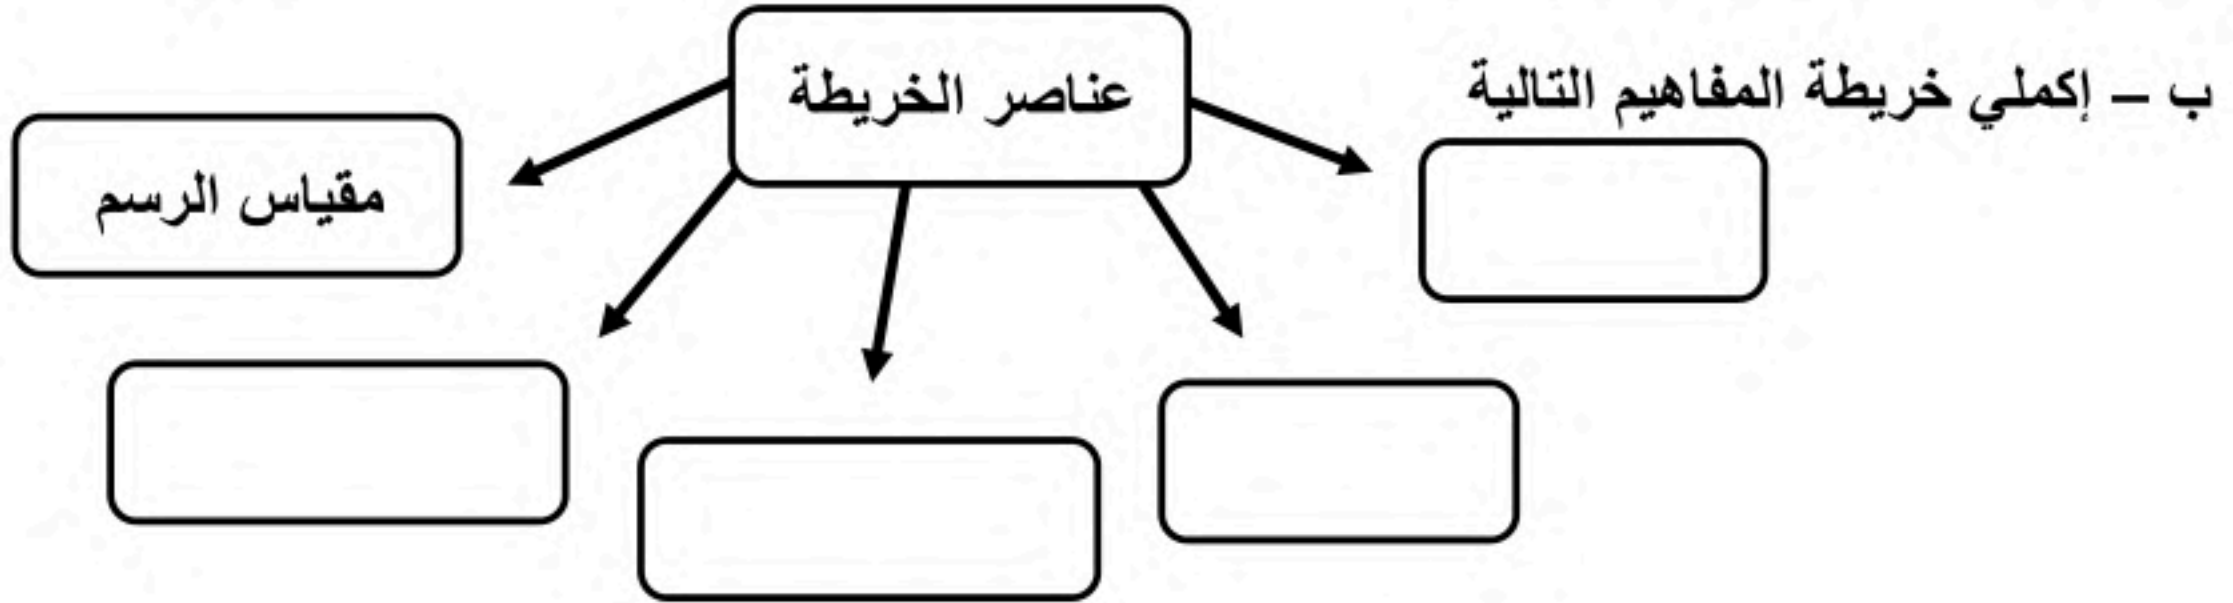 ب – إكملي خريطة المفاهيم التالية
عناصر الخريطة
مقياس الرسم